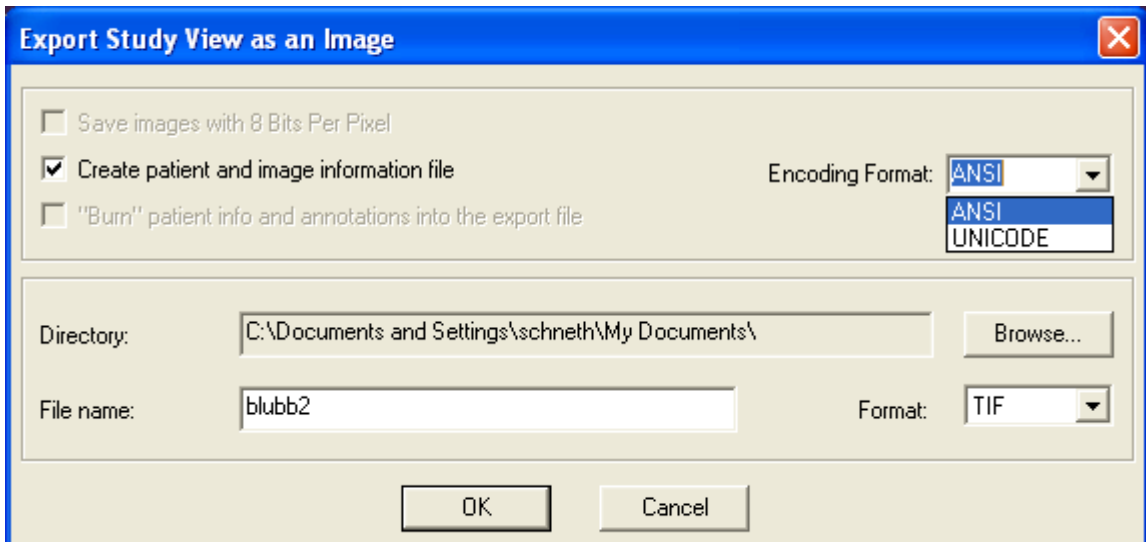 Export Study View as an Image
Save images with 8 Bits Per Pixel
Create patient and image information file
Encoding Format: ANSI
ANSI
"Burn" patient info and annotations into the export file
UNICODE
Directory: C:\Documents and Settings\schneth\My Documents\ Browse...
File name: blubb2 Format: TIF
OK Cancel